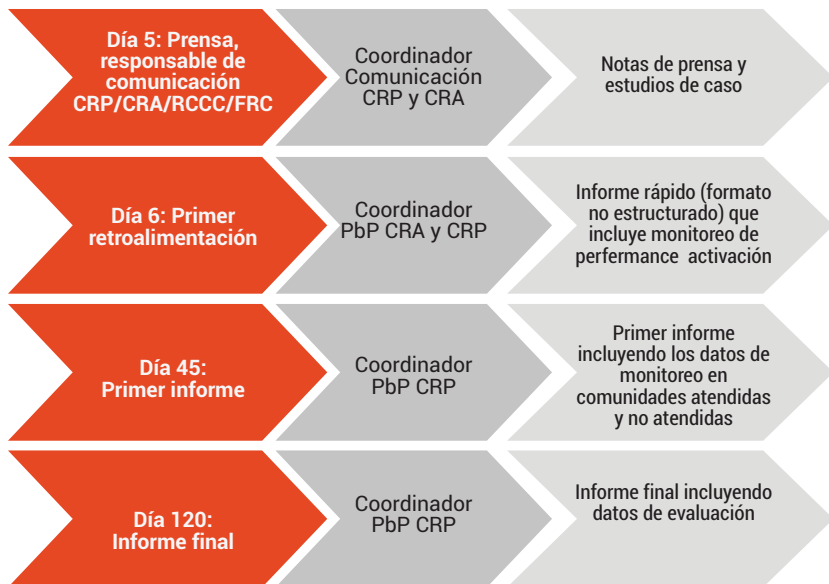 Día 5: Prensa,
responsable de
comunicación
CRP/CRA/RCCC/FRC
Coordinador
Comunicación
CRP y CRA
Notas de prensa y
estudios de caso
Día 6: Primer
retroalimentación
Coordinador
PbP CRA y CRP
Informe rápido (formato
no estructurado) que
incluye monitoreo de
perfermance activación
Día 45:
Primer informe
Coordinador
PbP CRP
Primer informe
incluyendo los datos de
monitoreo en
comunidades atendidas
y no atendidas
Día 120:
Informe final
Coordinador
PbP CRP
Informe final incluyendo
datos de evaluación